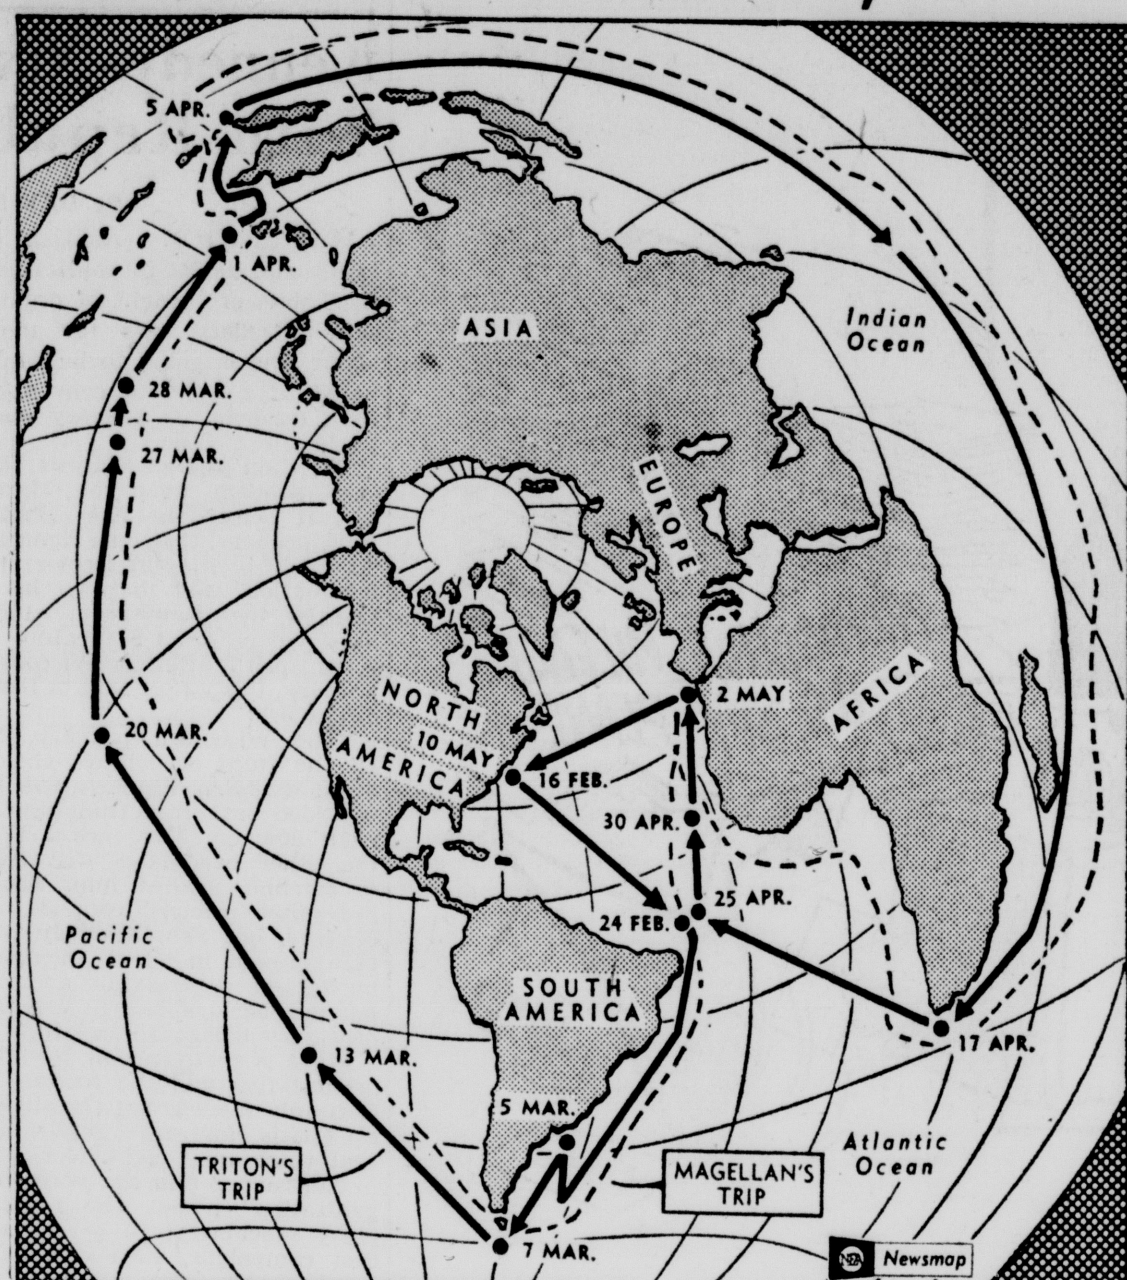 5 APR.
1 APR.
ASIA
Indian
Ocean
28 MAR.
27 MAR.
EUROPE
NORTH
AMERICA
10 MAY
2 MAY
AFRICA
20 MAR.
16 FEB.
30 APR.
25 APR.
24 FEB.
Pacific
Ocean
SOUTH
AMERICA
13 MAR.
17 APR.
5 MAR.
Atlantic
Ocean
TRITON'S
TRIP
MAGELLAN'S
TRIP
7 MAR.
NEA Newsmap